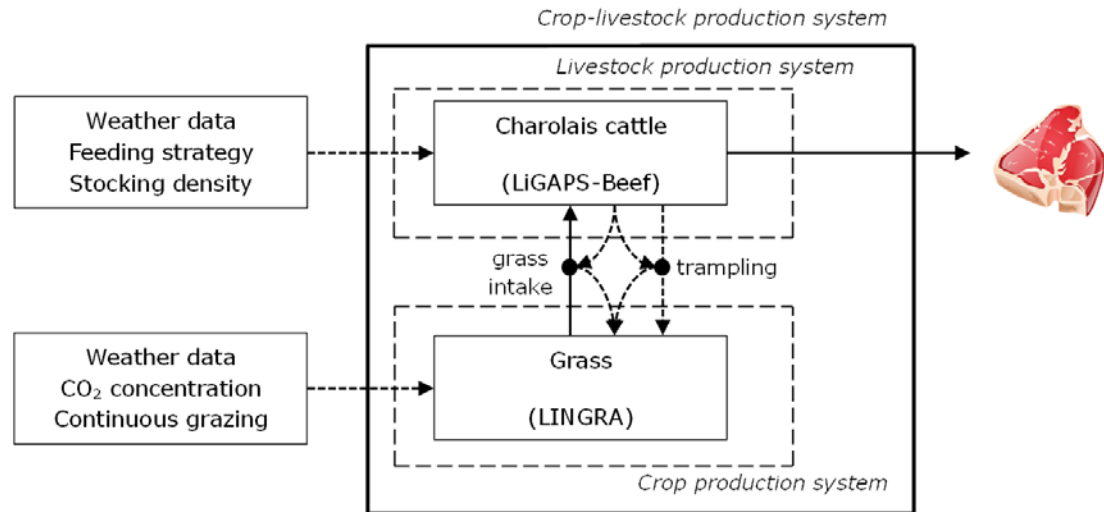 Crop-livestock production system
Livestock production system
Weather data
Feeding strategy
Stocking density
Charolais cattle
(LiGAPS-Beef)
grass
intake
trampling
Weather data
CO₂ concentration
Continuous grazing
Grass
(LINGRA)
Crop production system